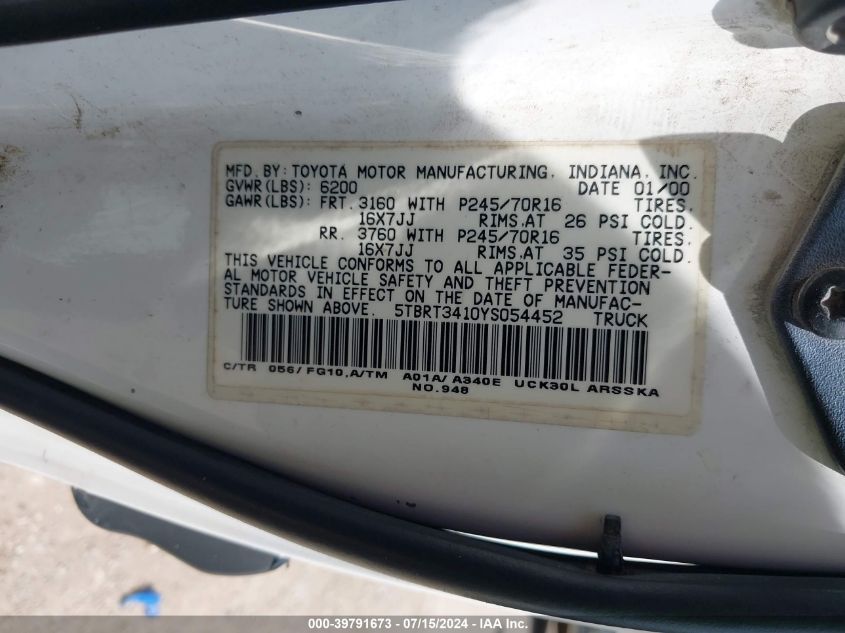 MFD. BY: TOYOTA MOTOR MANUFACTURING, INDIANA, INC.
GVWR(LBS): 6200 DATE 01/00
GAWR(LBS): FRT. 3160 WITH P245/70R16 TIRES,
16X7JJ RIMS.AT 26 PSI COLD.
RR. 3760 WITH P245/70R16 TIRES,
16X7JJ RIMS.AT 35 PSI COLD.
THIS VEHICLE CONFORMS TO ALL APPLICABLE FEDER-
AL MOTOR VEHICLE SAFETY AND THEFT PREVENTION
STANDARDS IN EFFECT ON THE DATE OF MANUFAC-
TURE SHOWN ABOVE. 5TBRT3410YS054452 TRUCK
C/TR 056/FG10,A/TM A01A/A340E UCK30L ARSSKA
NO.948
000-39791673 - 07/15/2024 - IAAI Inc.